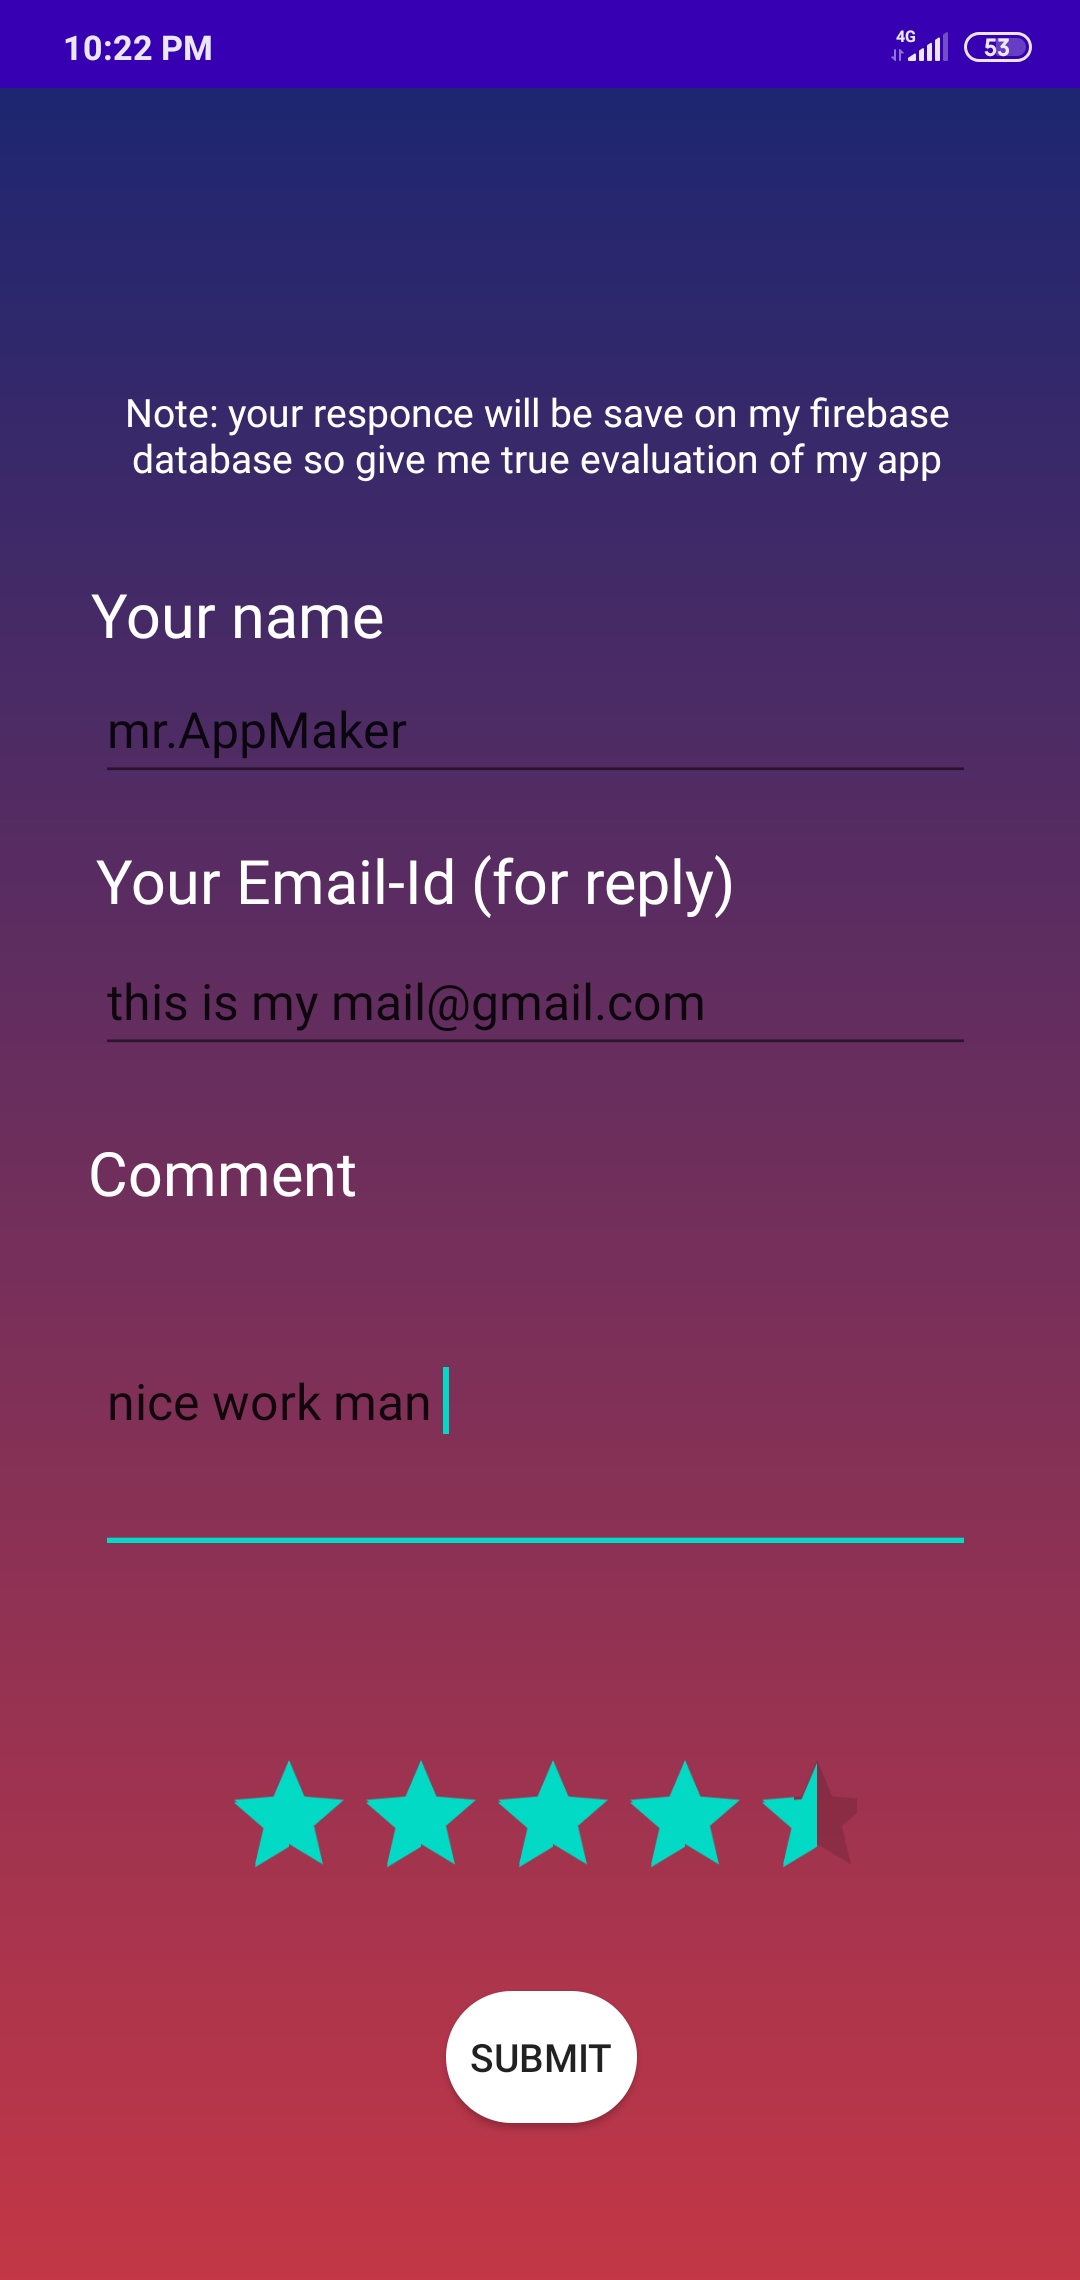 10:22 PM
4G
53
Note: your responce will be save on my firebase
database so give me true evaluation of my app
Your name
mr.AppMaker
Your Email-Id (for reply)
this is my mail@gmail.com
Comment
nice work man
SUBMIT